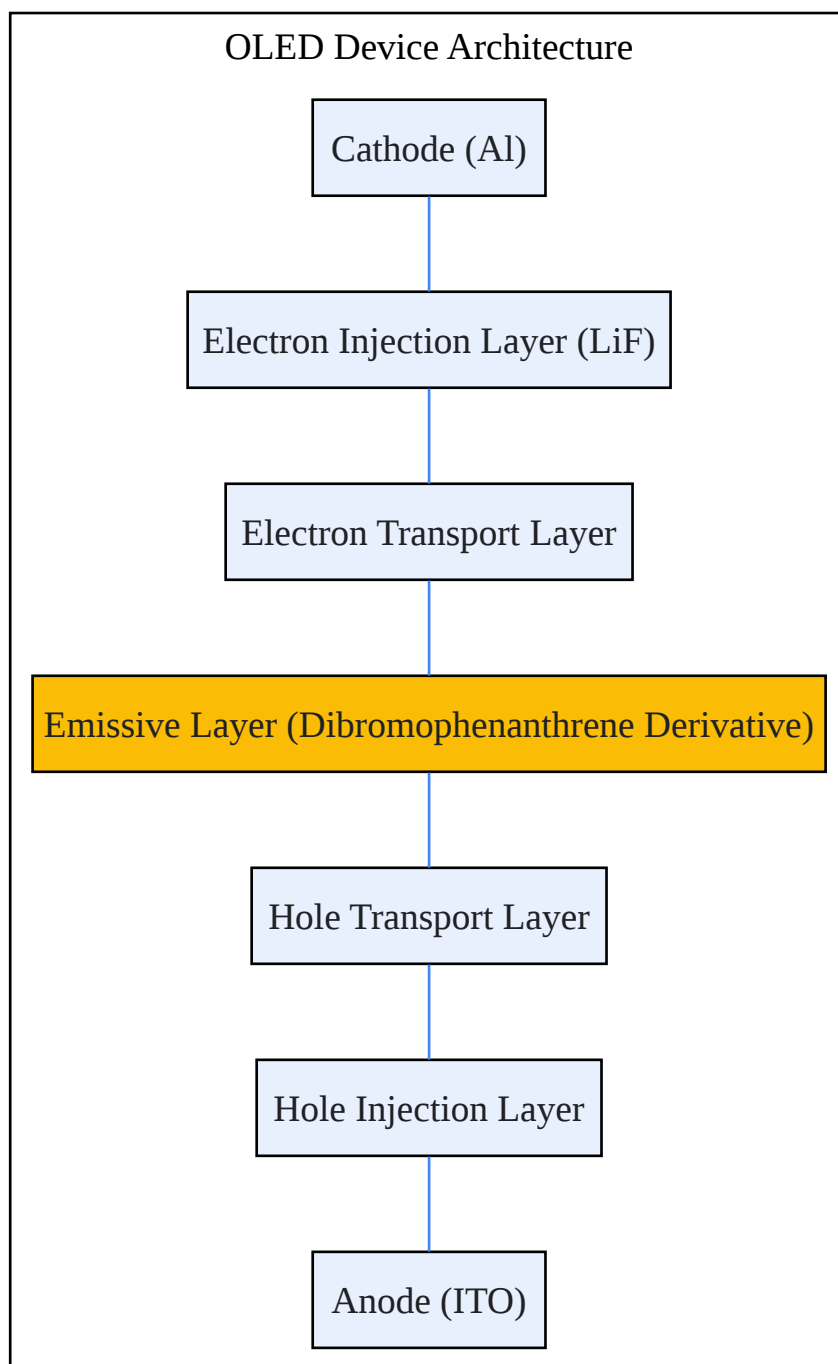 OLED Device Architecture
Cathode (Al)
Electron Injection Layer (LiF)
Electron Transport Layer
Emissive Layer (Dibromophenanthrene Derivative)
Hole Transport Layer
Hole Injection Layer
Anode (ITO)